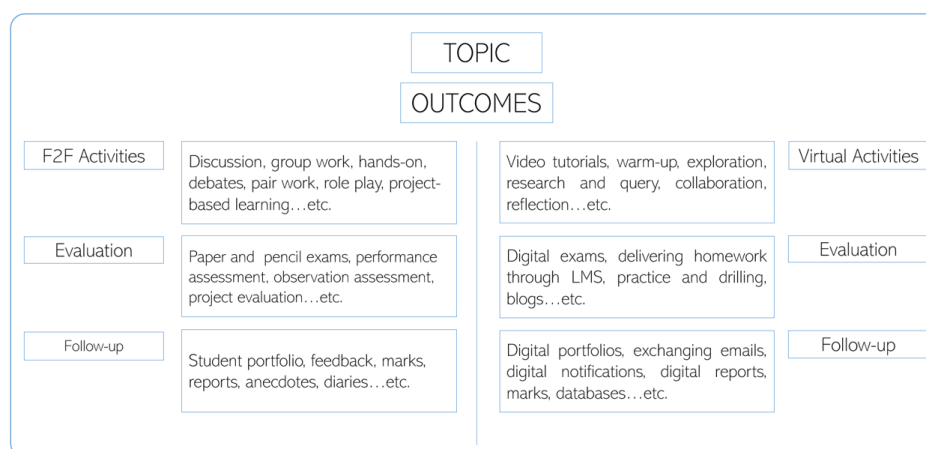 TOPIC
OUTCOMES
F2F Activities
Discussion, group work, hands-on,
debates, pair work, role play, project-
based learning…etc.
Video tutorials, warm-up, exploration,
research and query, collaboration,
reflection…etc.
Virtual Activities
Evaluation
Paper and pencil exams, performance
assessment, observation assessment,
project evaluation…etc.
Digital exams, delivering homework
through LMS, practice and drilling,
blogs…etc.
Evaluation
Follow-up
Student portfolio, feedback, marks,
reports, anecdotes, diaries…etc.
Digital portfolios, exchanging emails,
digital notifications, digital reports,
marks, databases…etc.
Follow-up